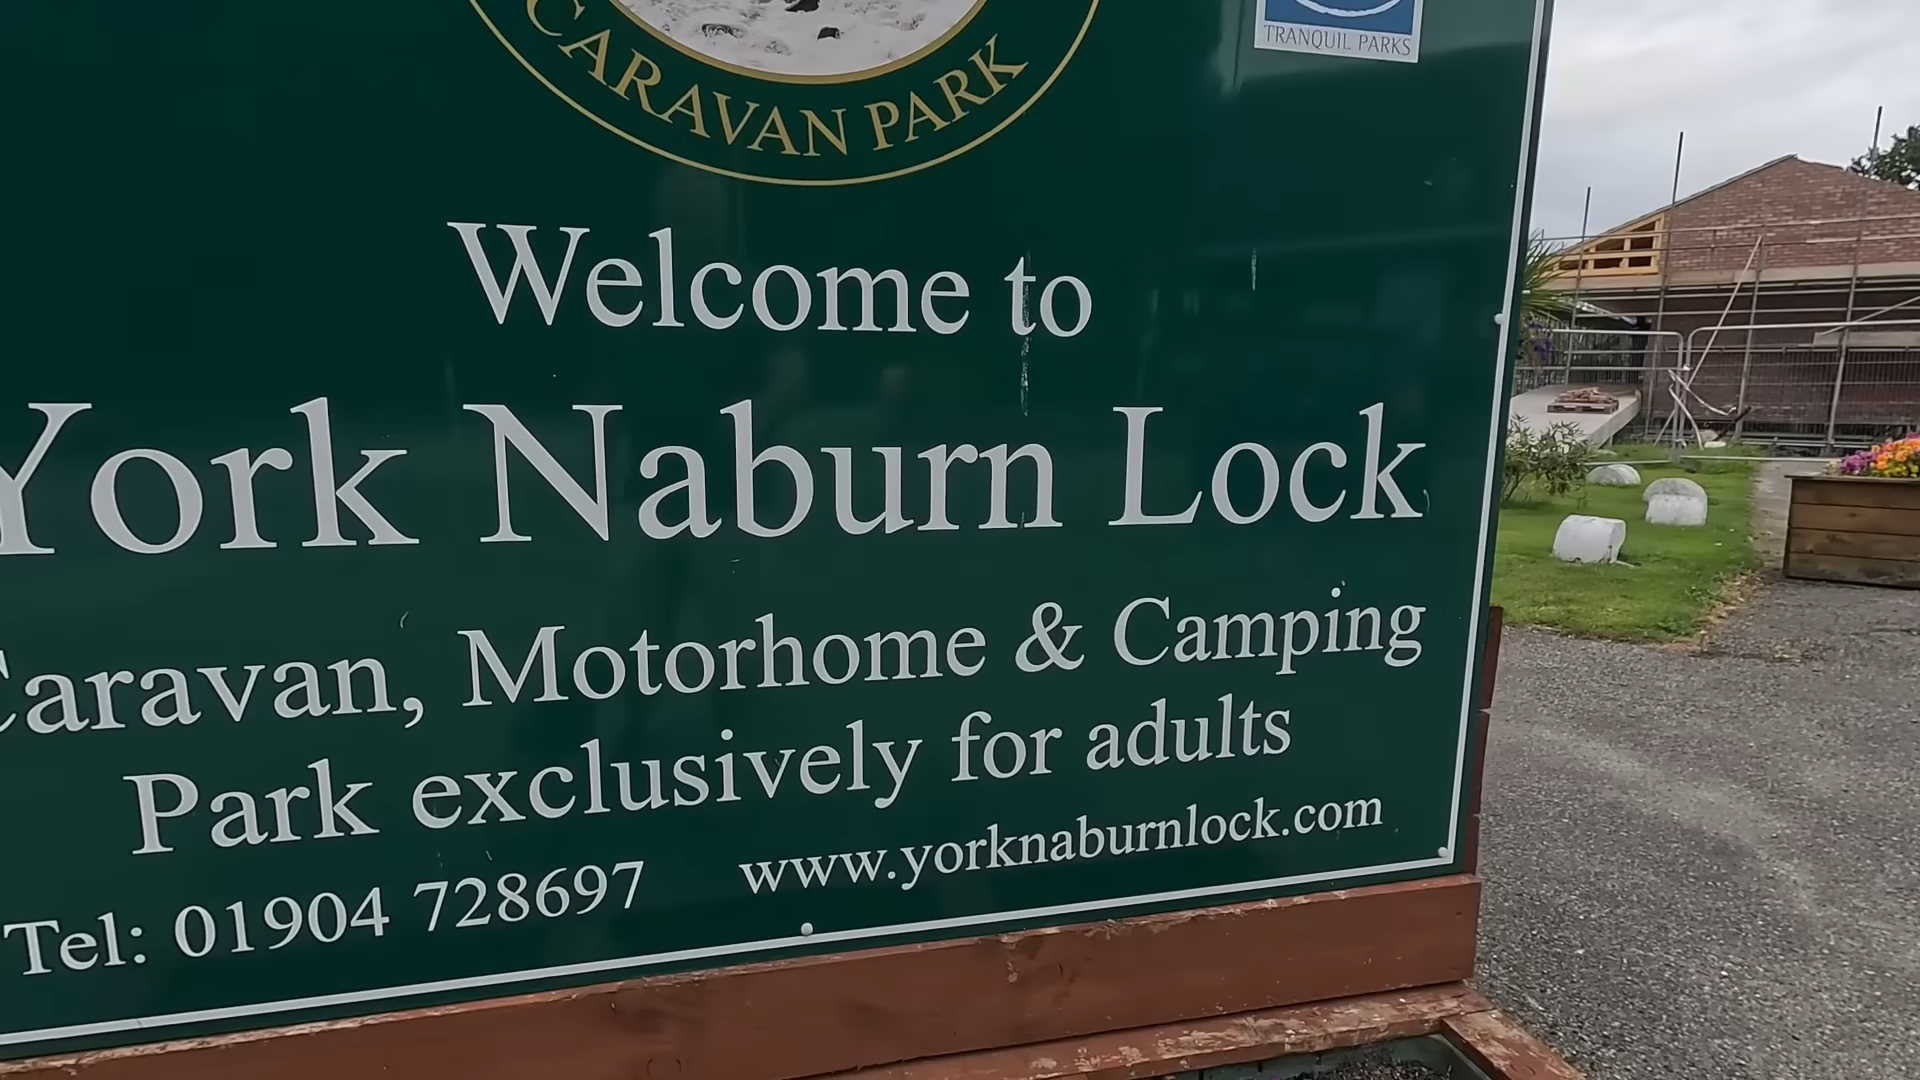 CARAVAN PARK
TRANQUIL PARKS
Welcome to
York Naburn Lock
Caravan, Motorhome & Camping
Park exclusively for adults
Tel: 01904 728697 www.yorknaburnlock.com